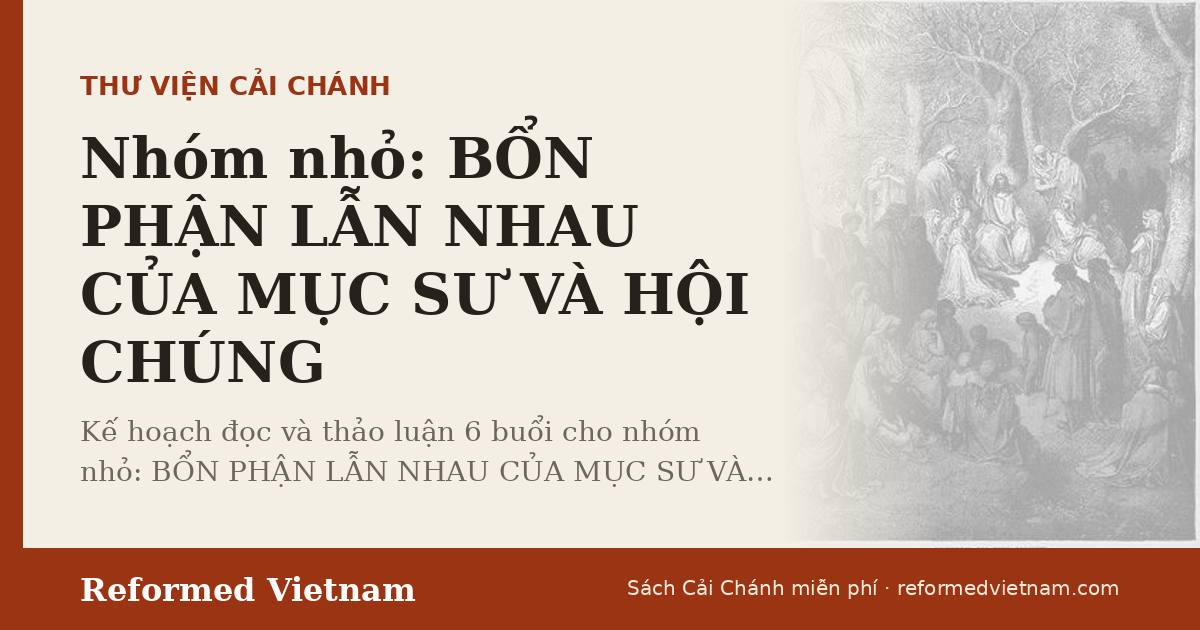 THƯ VIỆN CẢI CHÁNH
Nhóm nhỏ: BỔN
PHẬN LẪN NHAU
CỦA MỤC SƯ VÀ HỘI
CHÚNG
Kế hoạch đọc và thảo luận 6 buổi cho nhóm
nhỏ: BỔN PHẬN LẪN NHAU CỦA MỤC SƯ VÀ...
Reformed Vietnam
Sách Cải Chánh miễn phí · reformedvietnam.com